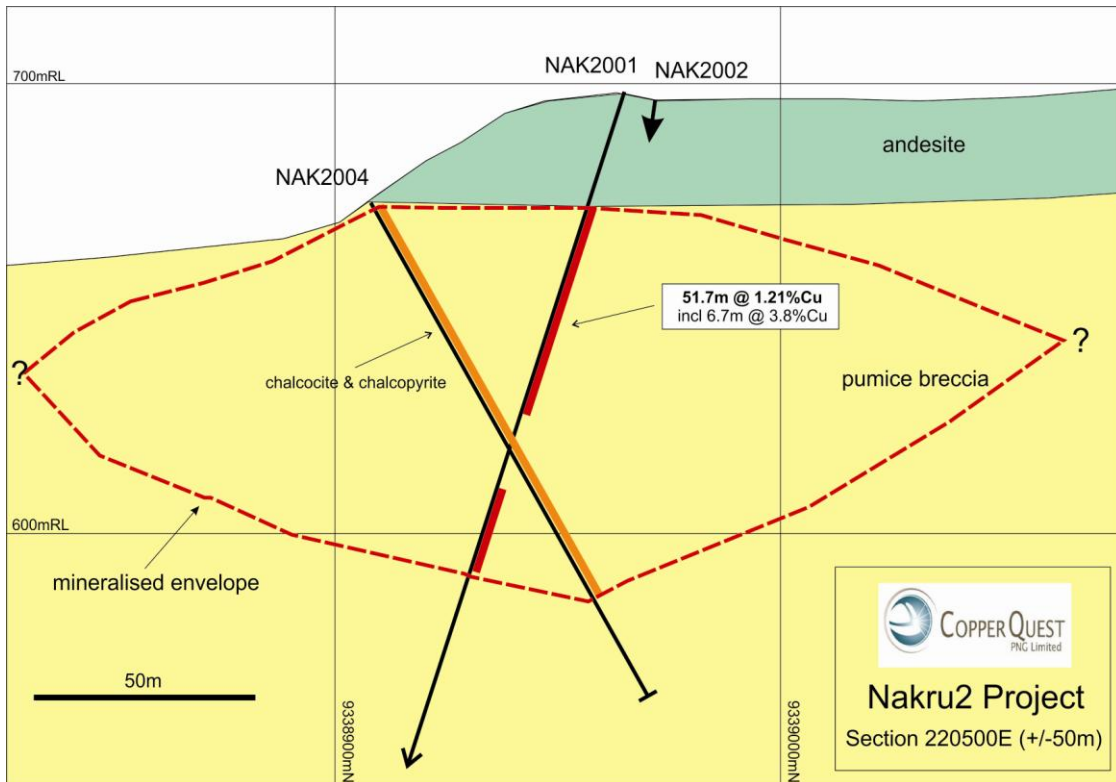 NAK2001
NAK2002
700mRL
andesite
NAK2004
51.7m @ 1.21%Cu
incl 6.7m @ 3.8%Cu
?
?
chalcocite & chalcopyrite
pumice breccia
600mRL
mineralised envelope
50m
9338900mN
9339000mN
COPPER QUEST
PNG Limited
Nakru2 Project
Section 220500E (+/-50m)